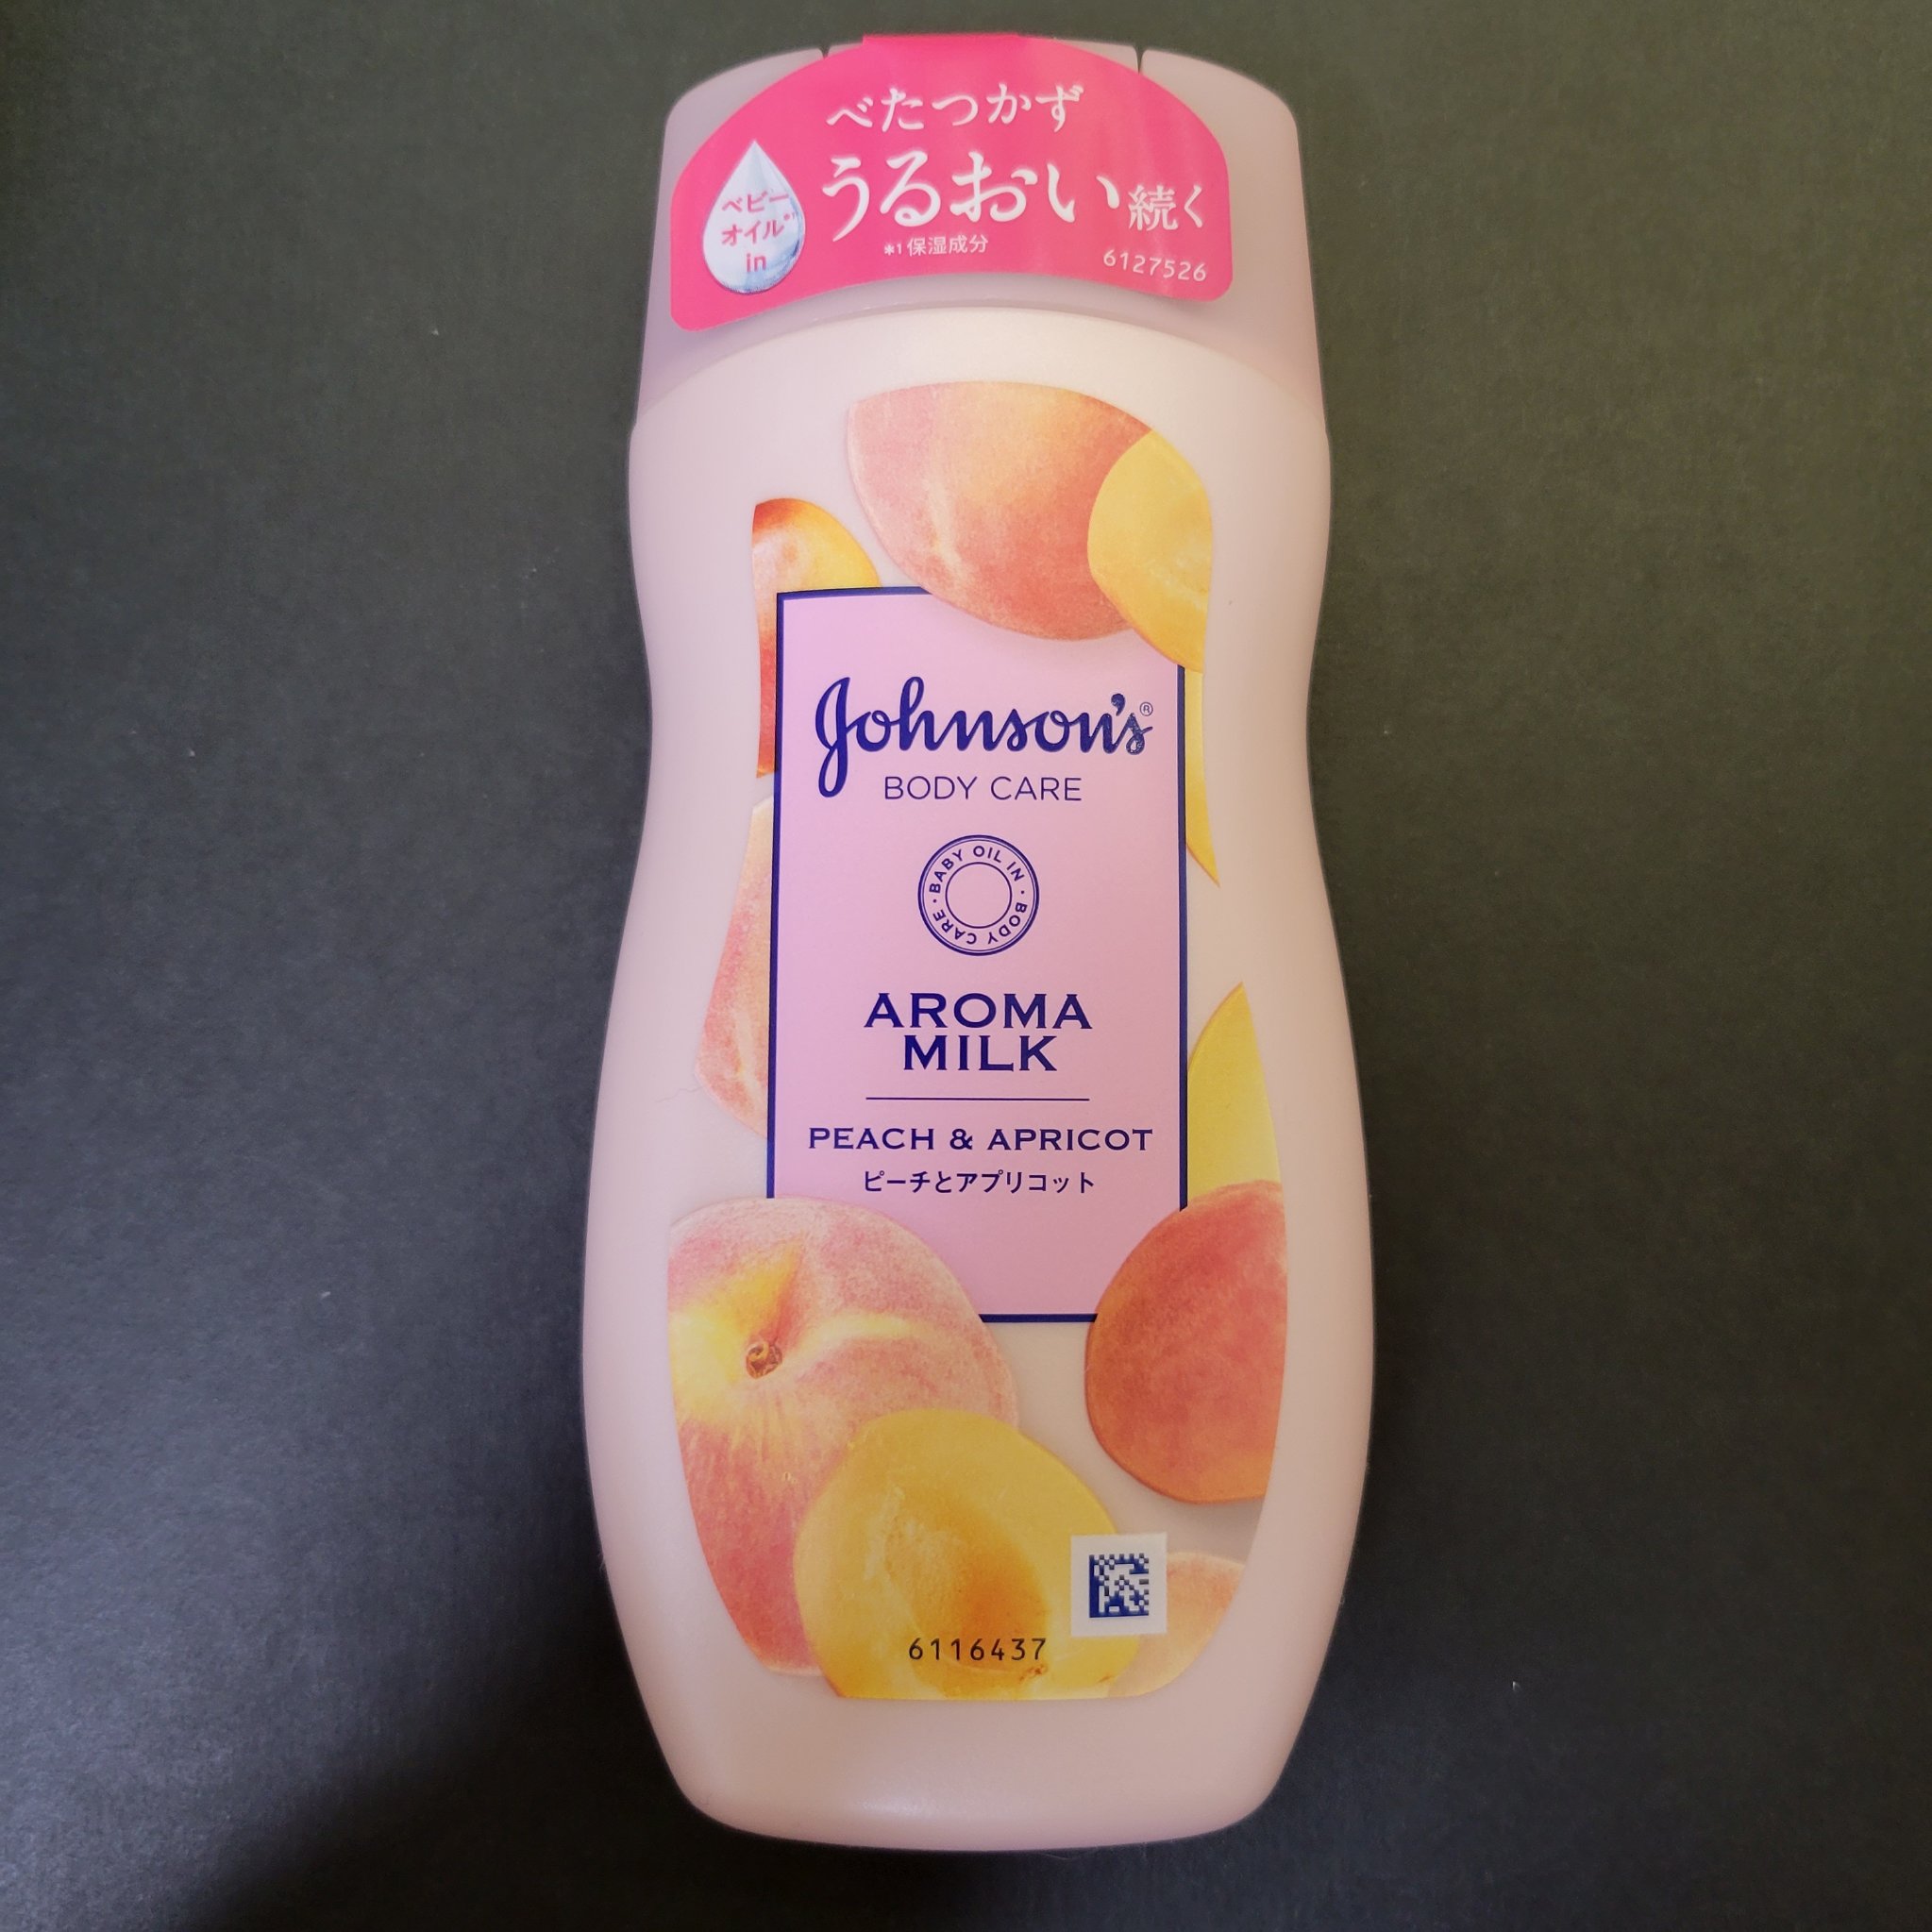 べたつかず
うるおい続く
ベビー
オイル*1
in
*1 保湿成分
6127526
Johnson's®
BODY CARE
BABY OIL IN · BODY CARE ·
AROMA
MILK
PEACH & APRICOT
ピーチとアプリコット
6116437